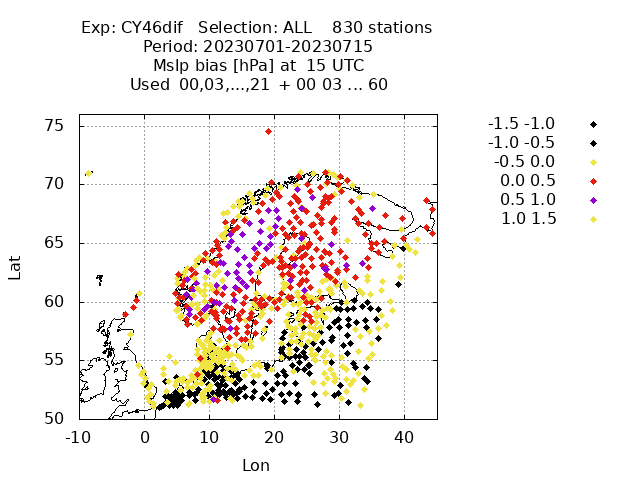 Exp: CY46dif   Selection: ALL    830 stations
Period: 20230701-20230715
Mslp bias [hPa] at  15 UTC
Used  00,03,...,21  + 00 03 ... 60
75
70
65
60
55
50
-10 0 10 20 30 40
Lat
Lon
-1.5 -1.0
-1.0 -0.5
-0.5 0.0
0.0 0.5
0.5 1.0
1.0 1.5